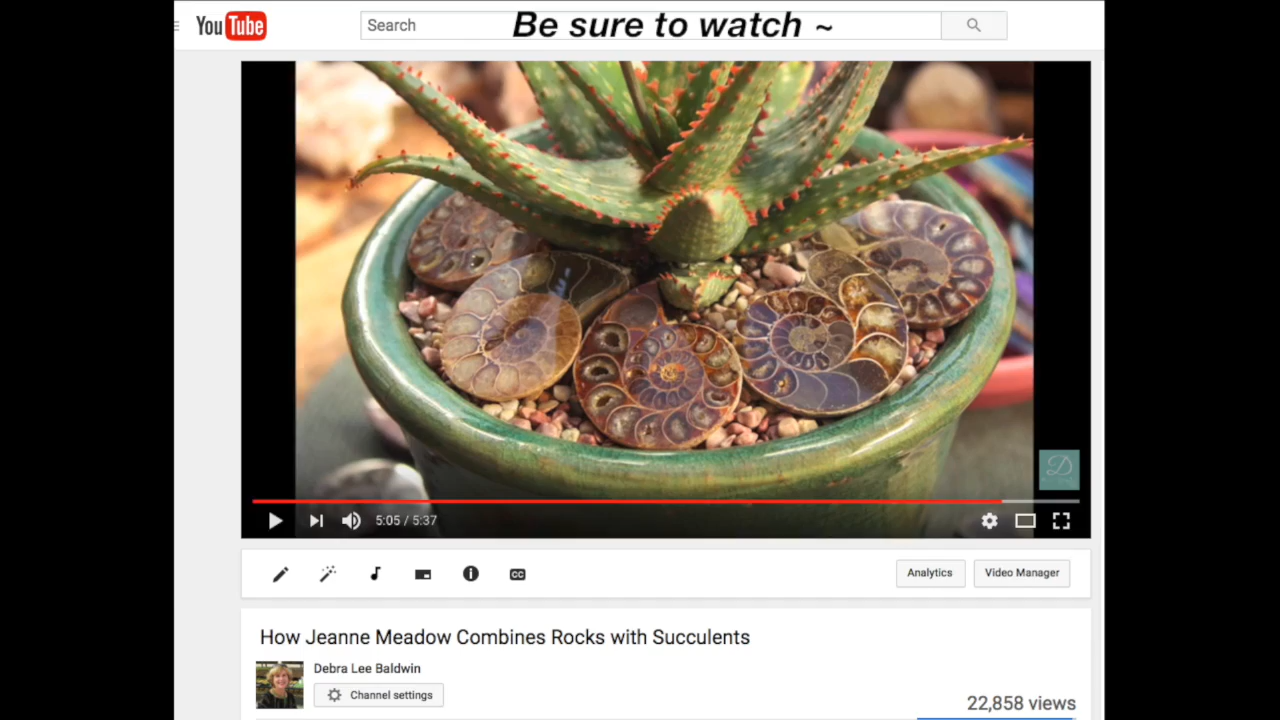 YouTube
Search
Be sure to watch ~
D
5:05 / 5:37
CC
Analytics
Video Manager
How Jeanne Meadow Combines Rocks with Succulents
Debra Lee Baldwin
Channel settings
22,858 views